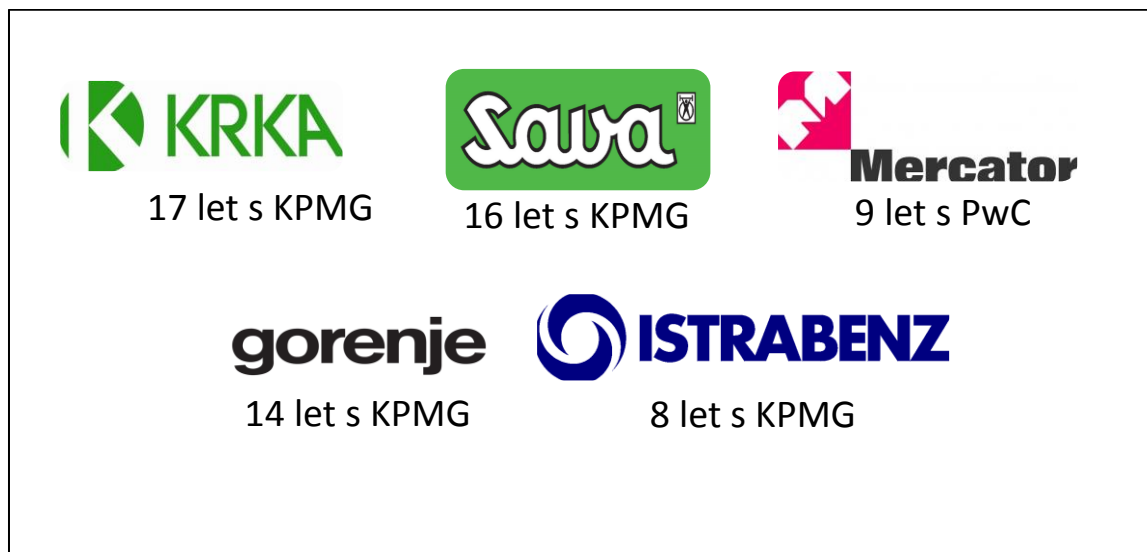 KRKA
Sava
Mercator
17 let s KPMG
16 let s KPMG
9 let s PwC
gorenje
ISTRABENZ
14 let s KPMG
8 let s KPMG